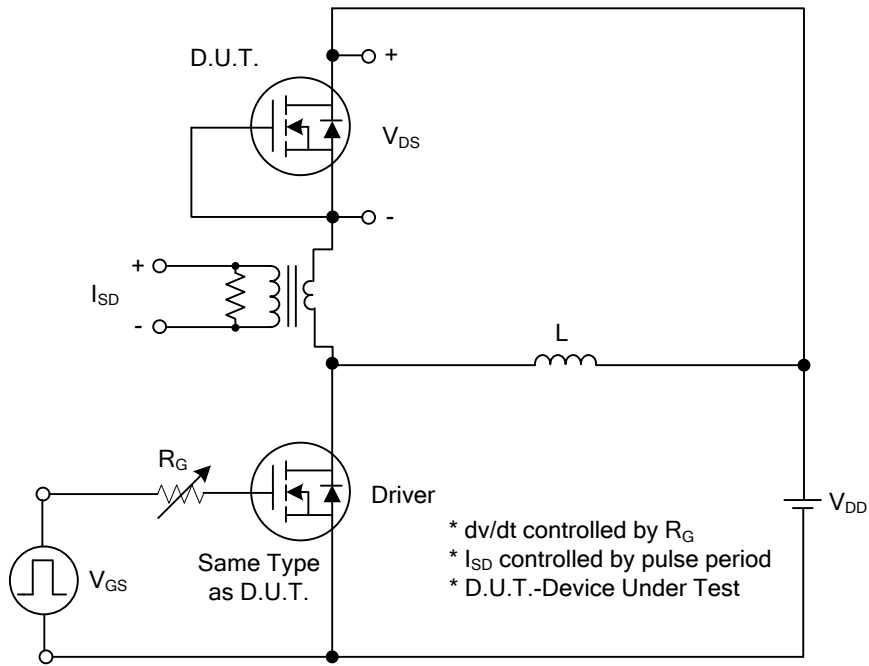 D.U.T.
+
V_DS
-
+
I_SD
-
L
R_G
Driver
V_DD
V_GS
Same Type
as D.U.T.
* dv/dt controlled by R_G
* I_SD controlled by pulse period
* D.U.T.-Device Under Test